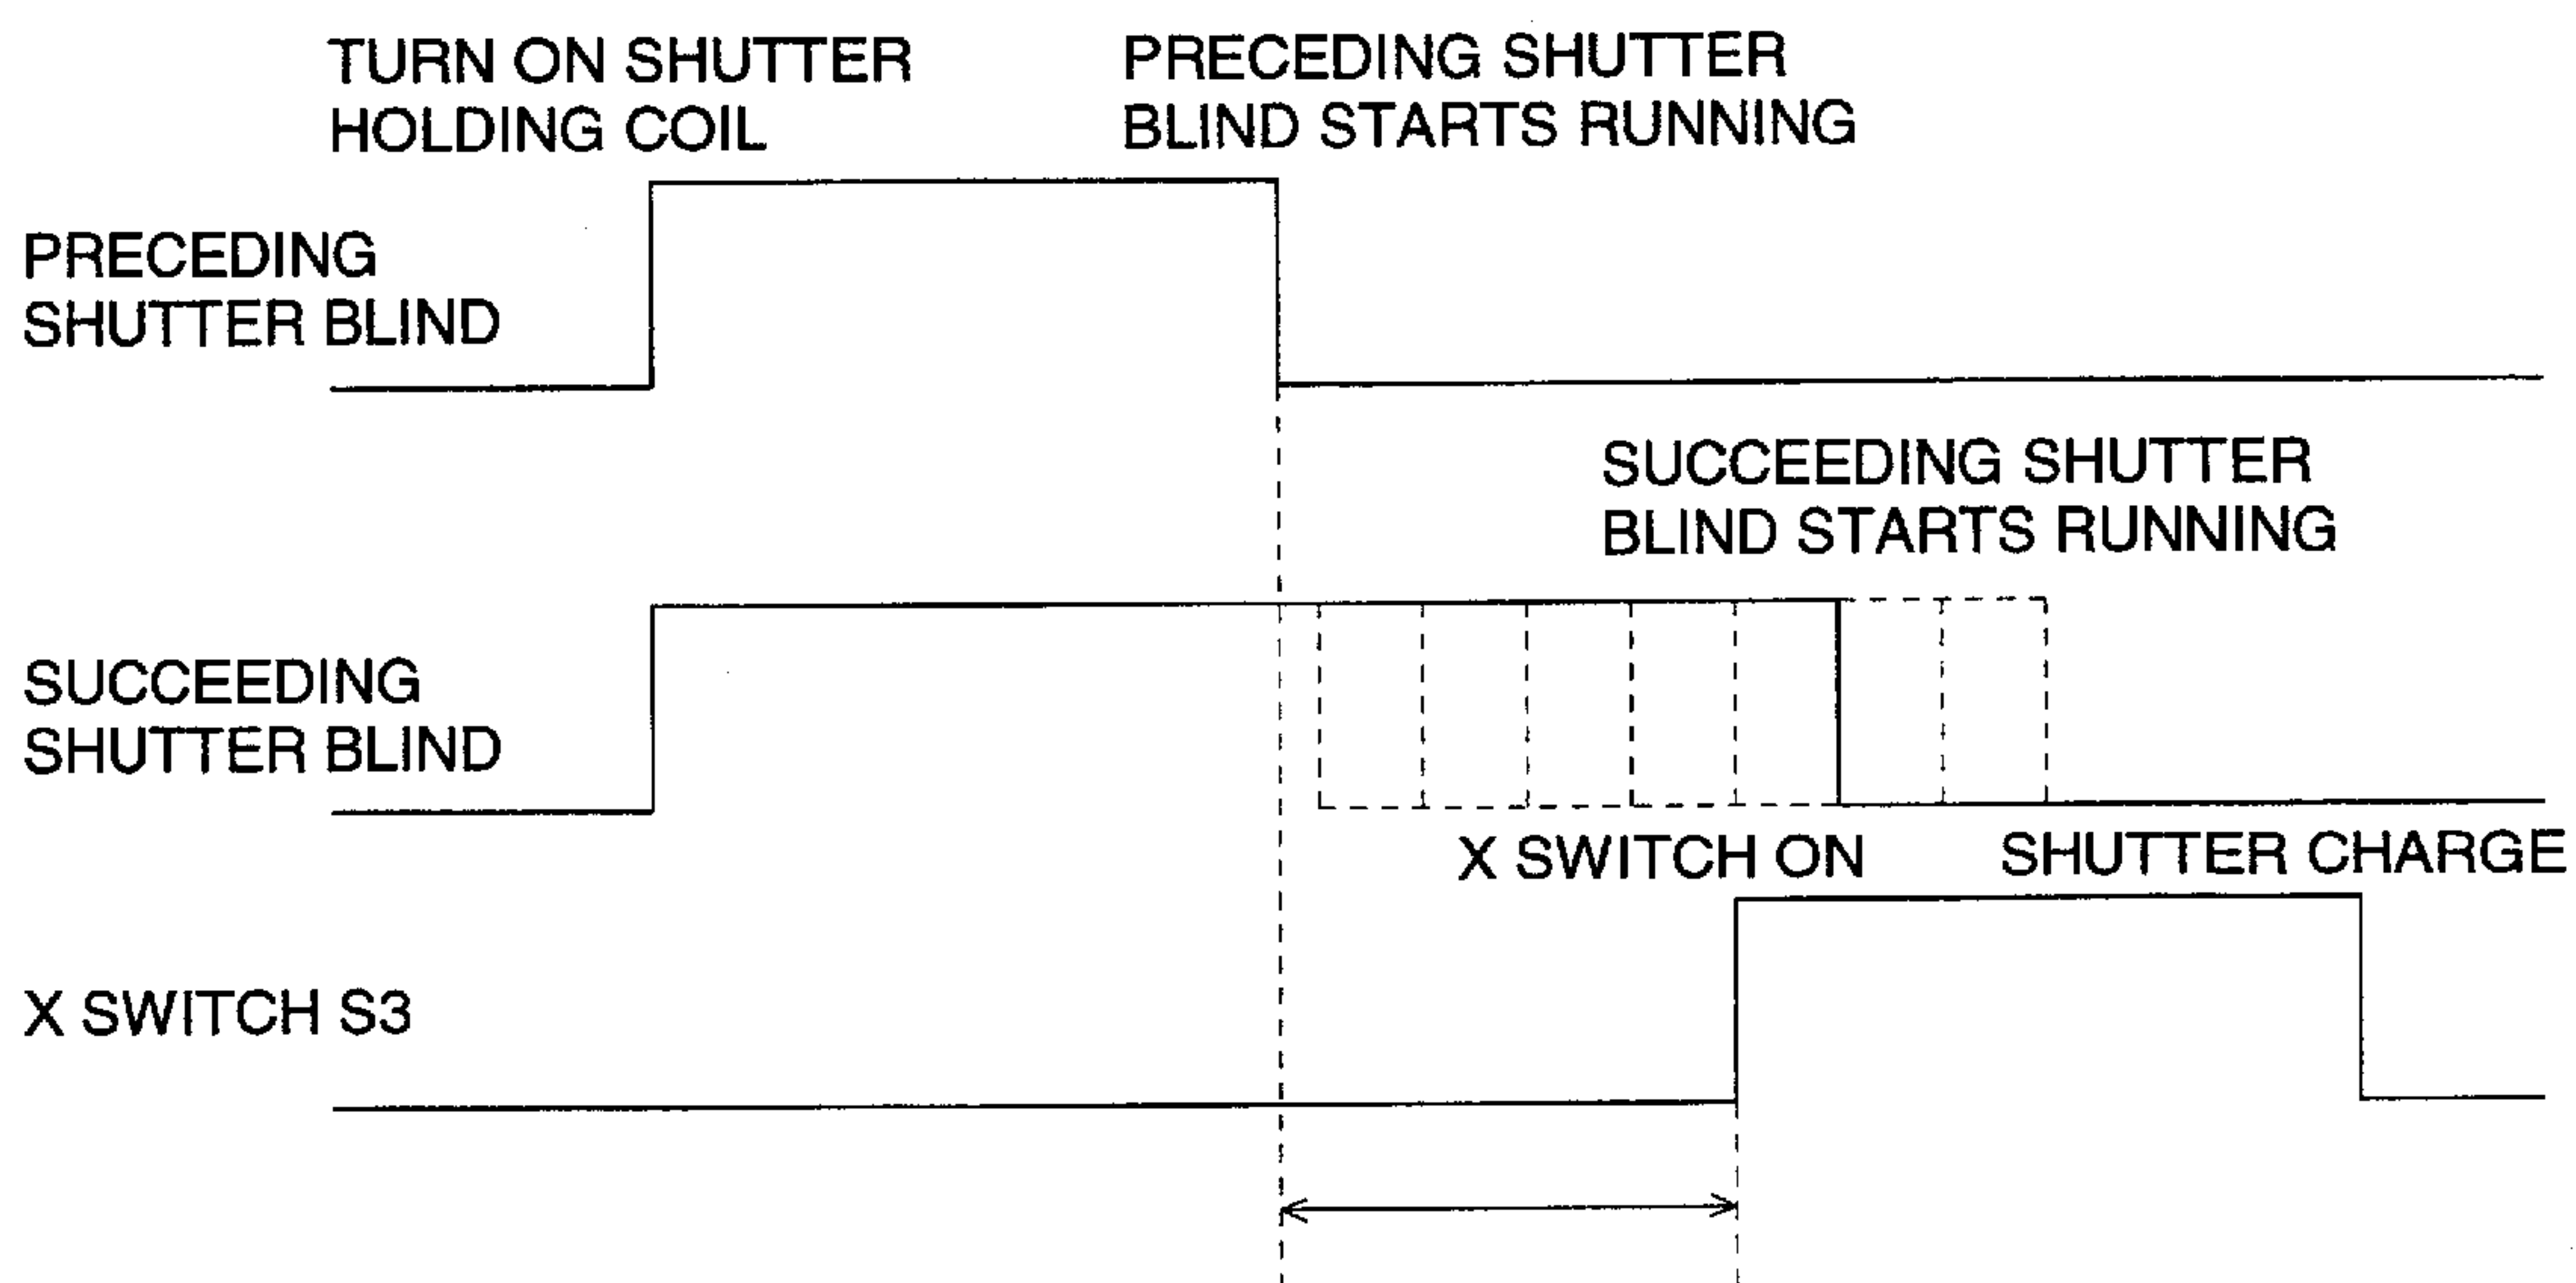 TURN ON SHUTTER
HOLDING COIL
PRECEDING SHUTTER
BLIND STARTS RUNNING
PRECEDING
SHUTTER BLIND
SUCCEEDING SHUTTER
BLIND STARTS RUNNING
SUCCEEDING
SHUTTER BLIND
X SWITCH ON
SHUTTER CHARGE
X SWITCH S3